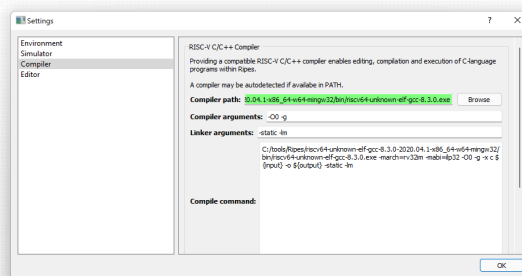 Settings
?
Environment
Simulator
Compiler
Editor
RISC-V C/C++ Compiler
Providing a compatible RISC-V C/C++ compiler enables editing, compilation and execution of C-language
programs within Ripes.
A compiler may be autodetected if availabe in PATH.
Compiler path: 20.04.1-x86_64-w64-mingw32/bin/riscv64-unknown-elf-gcc-8.3.0.exe Browse
Compiler arguments: -O0 -g
Linker arguments: -static -lm
Compile command:
C:/tools/Ripes/riscv64-unknown-elf-gcc-8.3.0-2020.04.1-x86_64-w64-mingw32/
bin/riscv64-unknown-elf-gcc-8.3.0.exe -march=rv32im -mabi=ilp32 -O0 -g -x c $
{input} -o ${output} -static -lm
OK